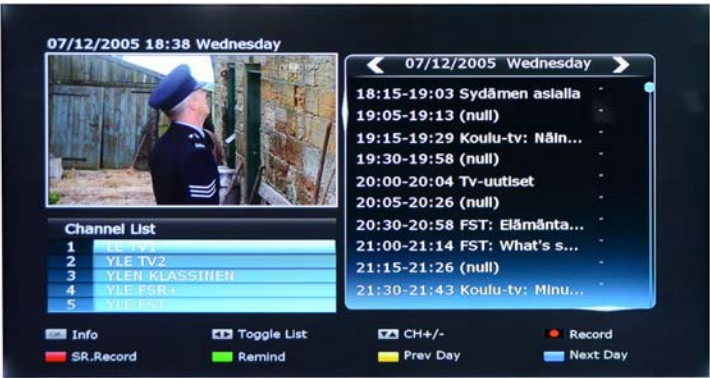 07/12/2005 18:38 Wednesday
07/12/2005 Wednesday
18:15-19:03 Sydämen asialla
19:05-19:13 (null)
19:15-19:29 Koulu-tv: Näin...
19:30-19:58 (null)
20:00-20:04 Tv-uutiset
20:05-20:26 (null)
20:30-20:58 FST: Elämänta...
21:00-21:14 FST: What's s...
21:15-21:26 (null)
21:30-21:43 Koulu-tv: Minu...
Channel List
1 LE TV1
2 YLE TV2
3 YLEN KLASSINEN
4 YLE FSR+
5 YLE FST
OK Info
Toggle List
CH+/-
Record
SR.Record
Remind
Prev Day
Next Day